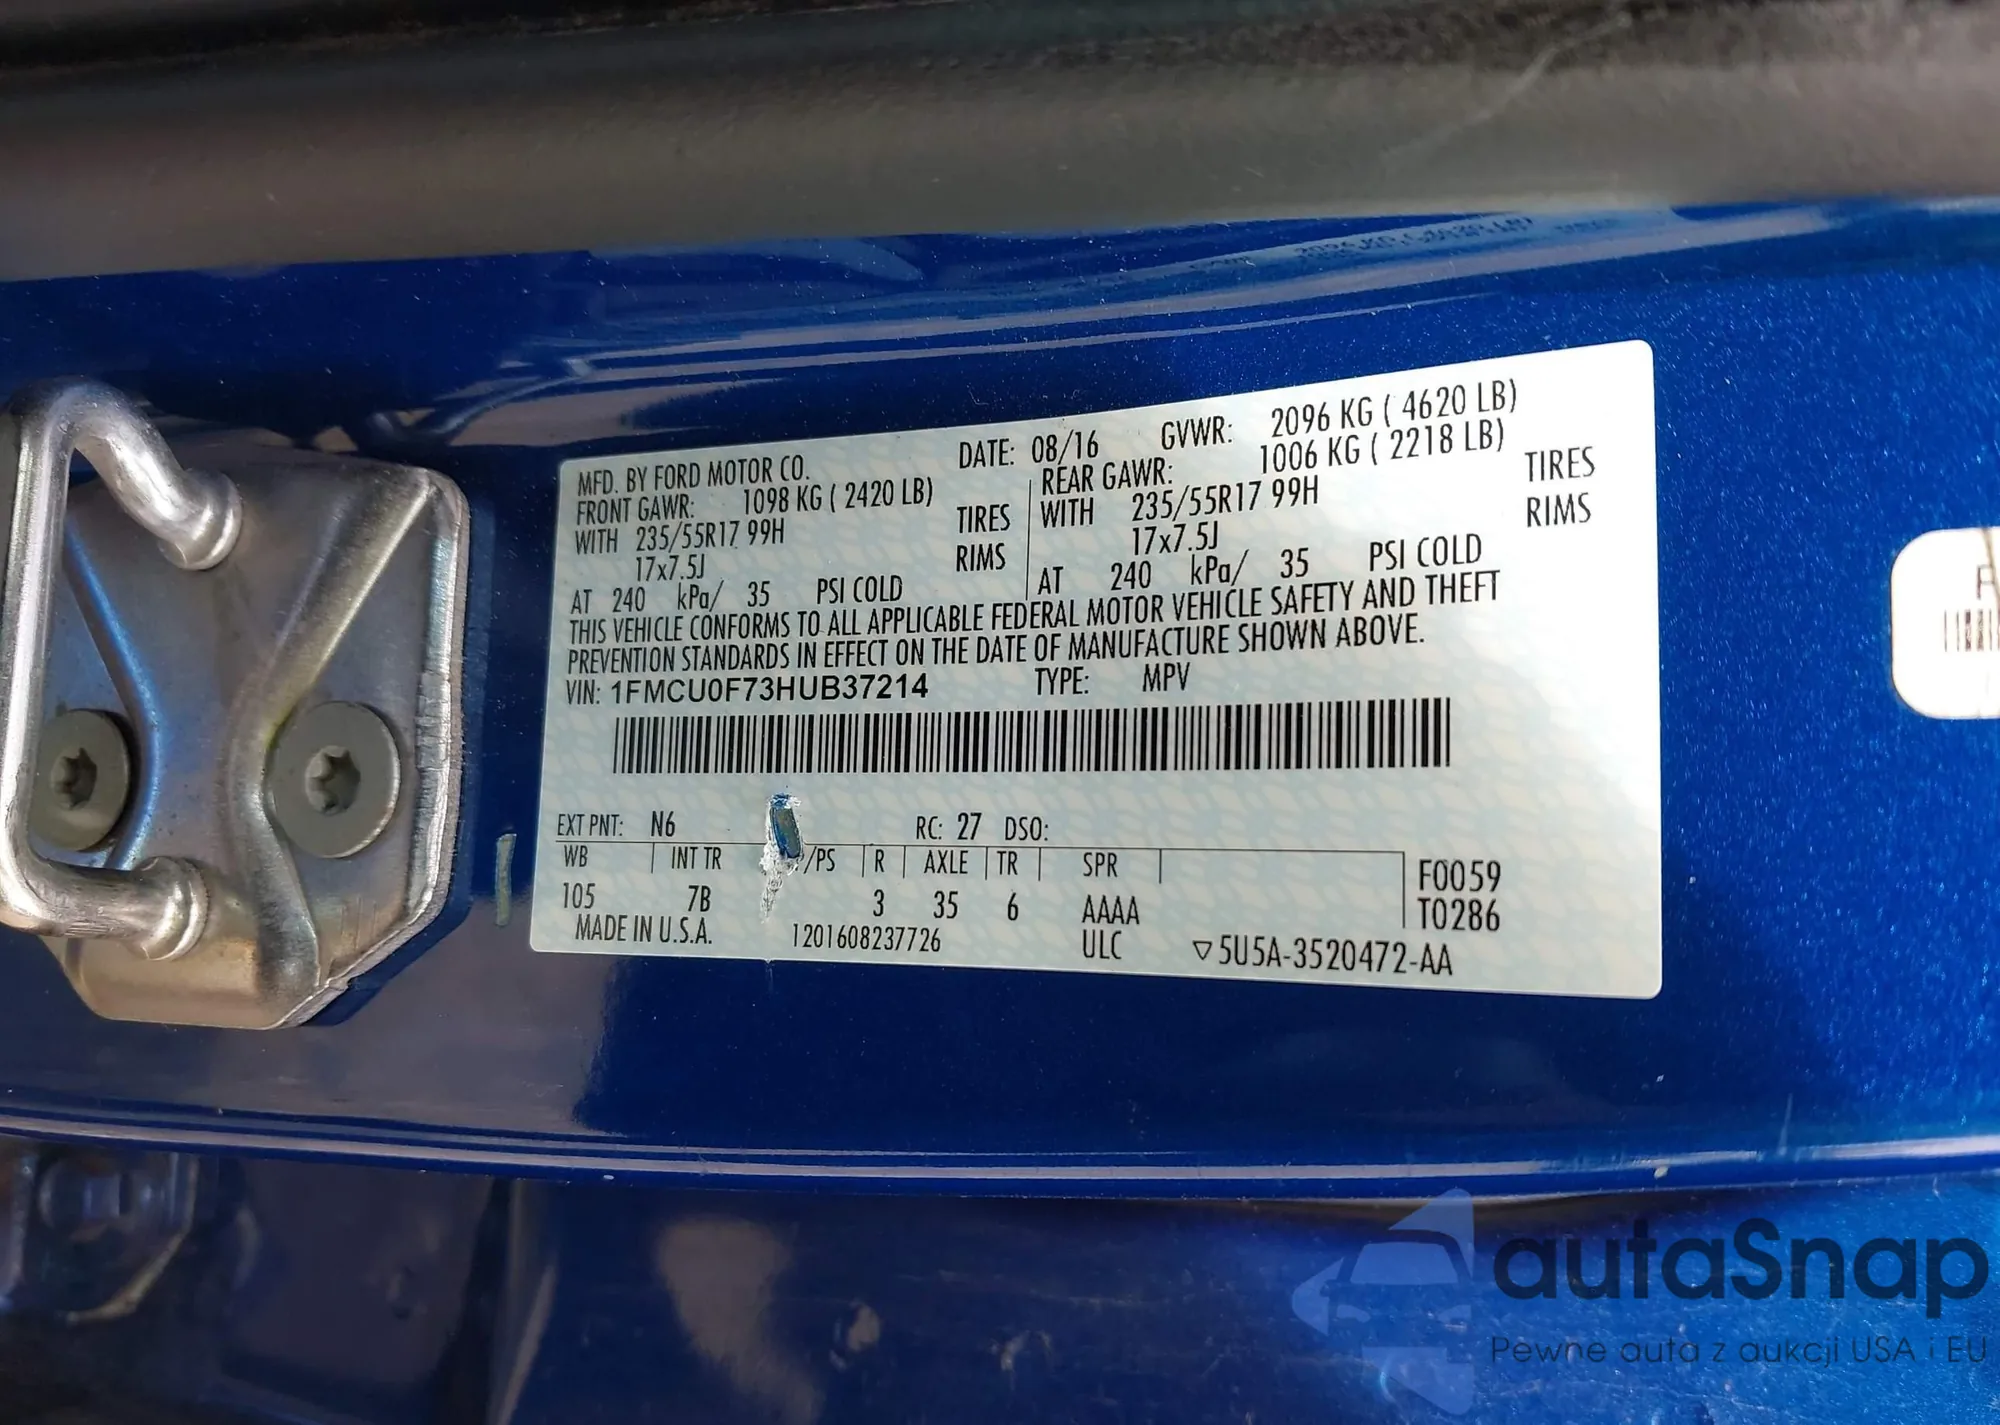 MFD. BY FORD MOTOR CO. DATE: 08/16 GVWR: 2096 KG ( 4620 LB)
FRONT GAWR: 1098 KG ( 2420 LB) REAR GAWR: 1006 KG ( 2218 LB)
WITH 235/55R17 99H TIRES WITH 235/55R17 99H TIRES
17x7.5J RIMS 17x7.5J RIMS
AT 240 kPa/ 35 PSI COLD AT 240 kPa/ 35 PSI COLD
THIS VEHICLE CONFORMS TO ALL APPLICABLE FEDERAL MOTOR VEHICLE SAFETY AND THEFT
PREVENTION STANDARDS IN EFFECT ON THE DATE OF MANUFACTURE SHOWN ABOVE.
VIN: 1FMCU0F73HUB37214 TYPE: MPV
EXT PNT: N6 RC: 27 DSO:
WB INT TR /PS R AXLE TR SPR
105 7B 3 35 6 AAAA
F0059
T0286
MADE IN U.S.A. 1201608237726 ULC ▽5U5A-3520472-AA
autaSnap
Pewne auta z aukcji USA i EU